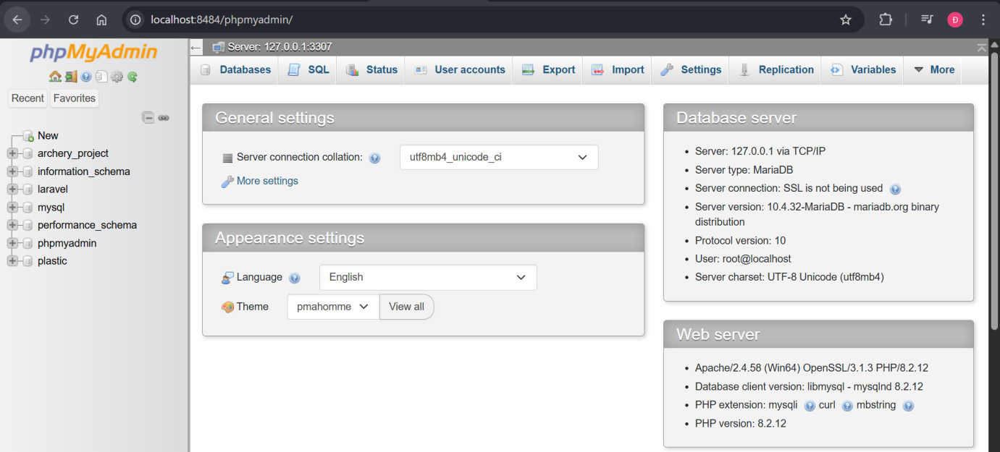 localhost:8484/phpmyadmin/
Đ
phpMyAdmin
Recent Favorites
New
archery_project
information_schema
laravel
mysql
performance_schema
phpmyadmin
plastic
Server: 127.0.0.1:3307
Databases SQL Status User accounts Export Import Settings Replication Variables More
General settings
Server connection collation: utf8mb4_unicode_ci
More settings
Appearance settings
Language English
Theme pmahomme View all
Database server
Server: 127.0.0.1 via TCP/IP
Server type: MariaDB
Server connection: SSL is not being used
Server version: 10.4.32-MariaDB - mariadb.org binary
distribution
Protocol version: 10
User: root@localhost
Server charset: UTF-8 Unicode (utf8mb4)
Web server
Apache/2.4.58 (Win64) OpenSSL/3.1.3 PHP/8.2.12
Database client version: libmysql - mysqlnd 8.2.12
PHP extension: mysqli curl mbstring
PHP version: 8.2.12